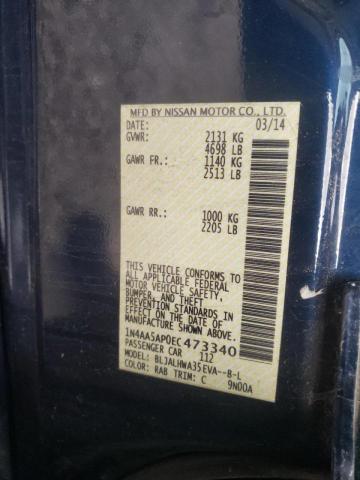 MFD BY NISSAN MOTOR CO., LTD.
DATE: 03/14
GVWR: 2131 KG
4698 LB
GAWR FR.: 1140 KG
2513 LB
GAWR RR.: 1000 KG
2205 LB
THIS VEHICLE CONFORMS TO
ALL APPLICABLE FEDERAL
MOTOR VEHICLE SAFETY,
BUMPER, AND THEFT
PREVENTION STANDARDS IN
EFFECT ON THE DATE OF
MANUFACTURE SHOWN ABOVE.
1N4AA5AP0EC473340
PASSENGER CAR 112
MODEL: BLJALHWA35EVA--B-L
COLOR: RAB TRIM: C 9N00A